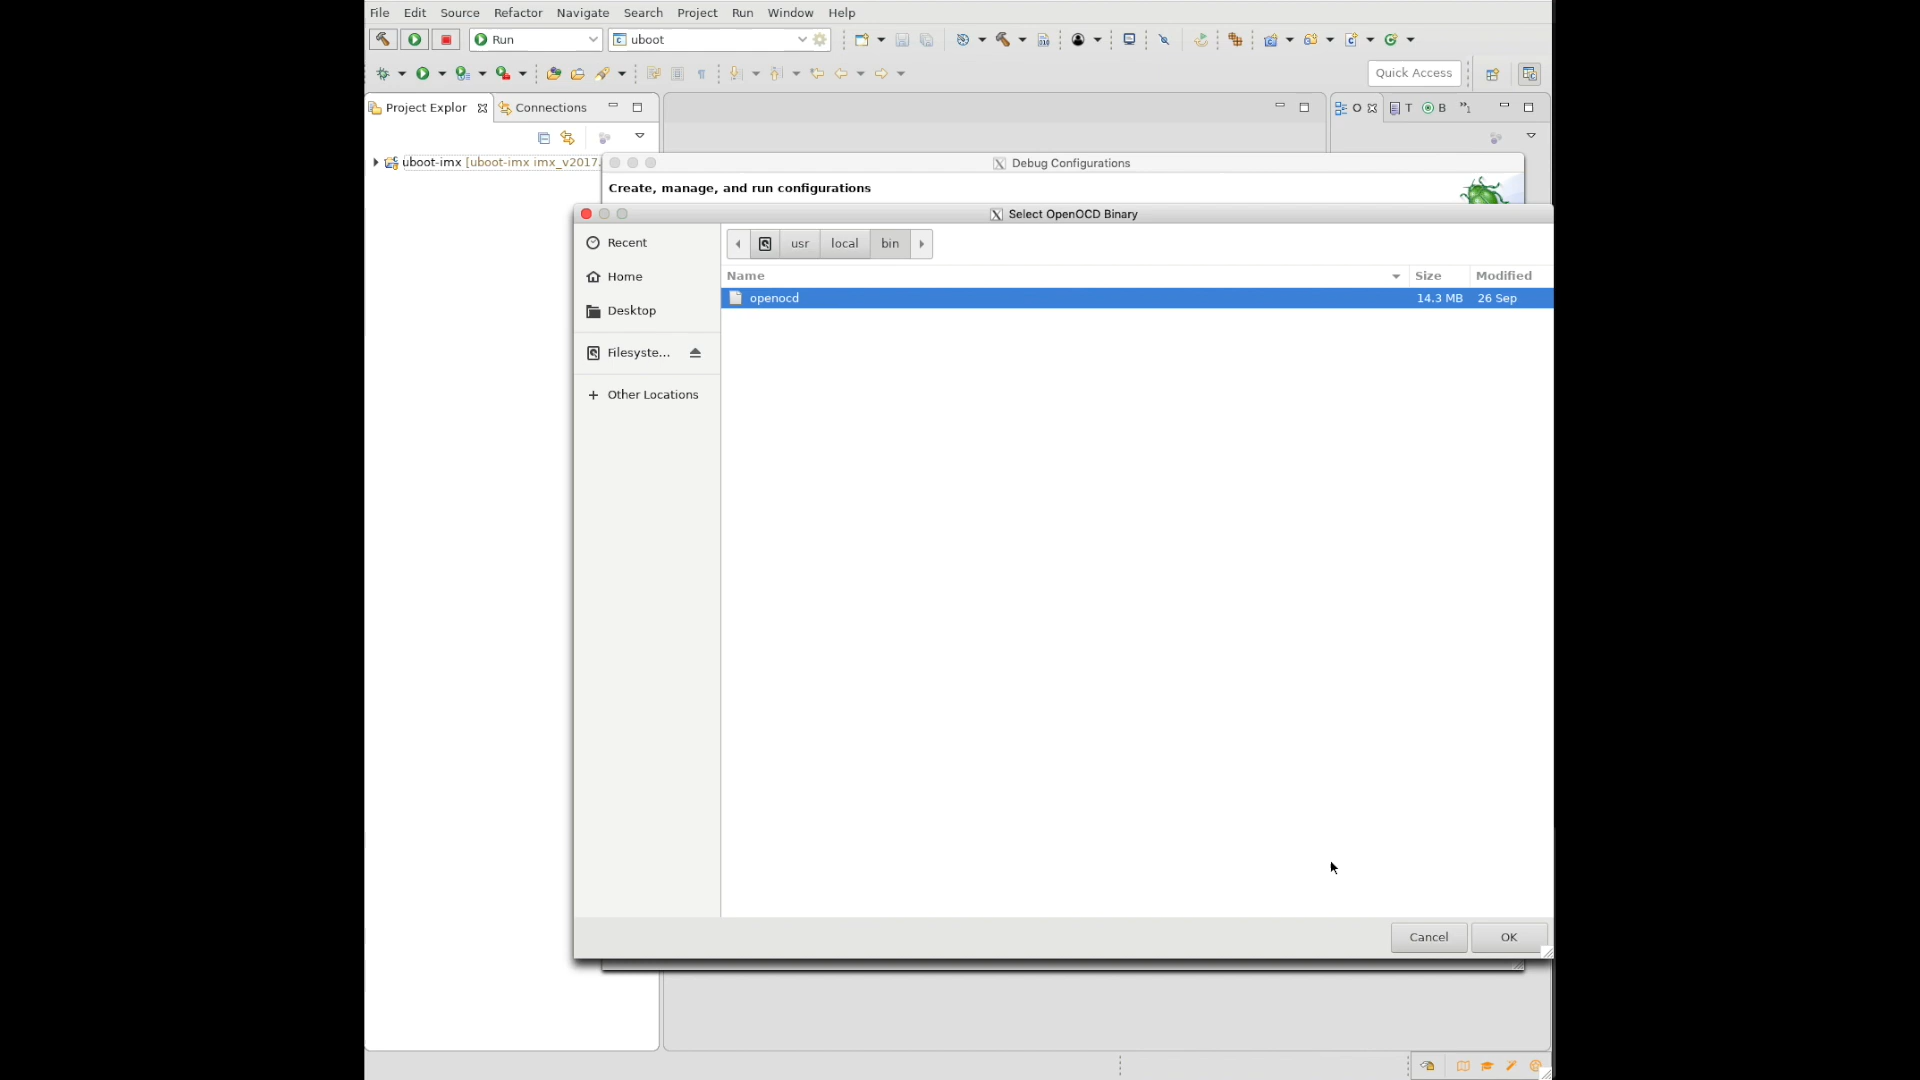 File Edit Source Refactor Navigate Search Project Run Window Help
Run uboot
Quick Access
Project Explor Connections O T B »1
uboot-imx [uboot-imx imx_v2017.
Debug Configurations
Create, manage, and run configurations
Select OpenOCD Binary
Recent usr local bin
Home
Desktop
Filesyste...
Other Locations
Name Size Modified
openocd 14.3 MB 26 Sep
Cancel OK